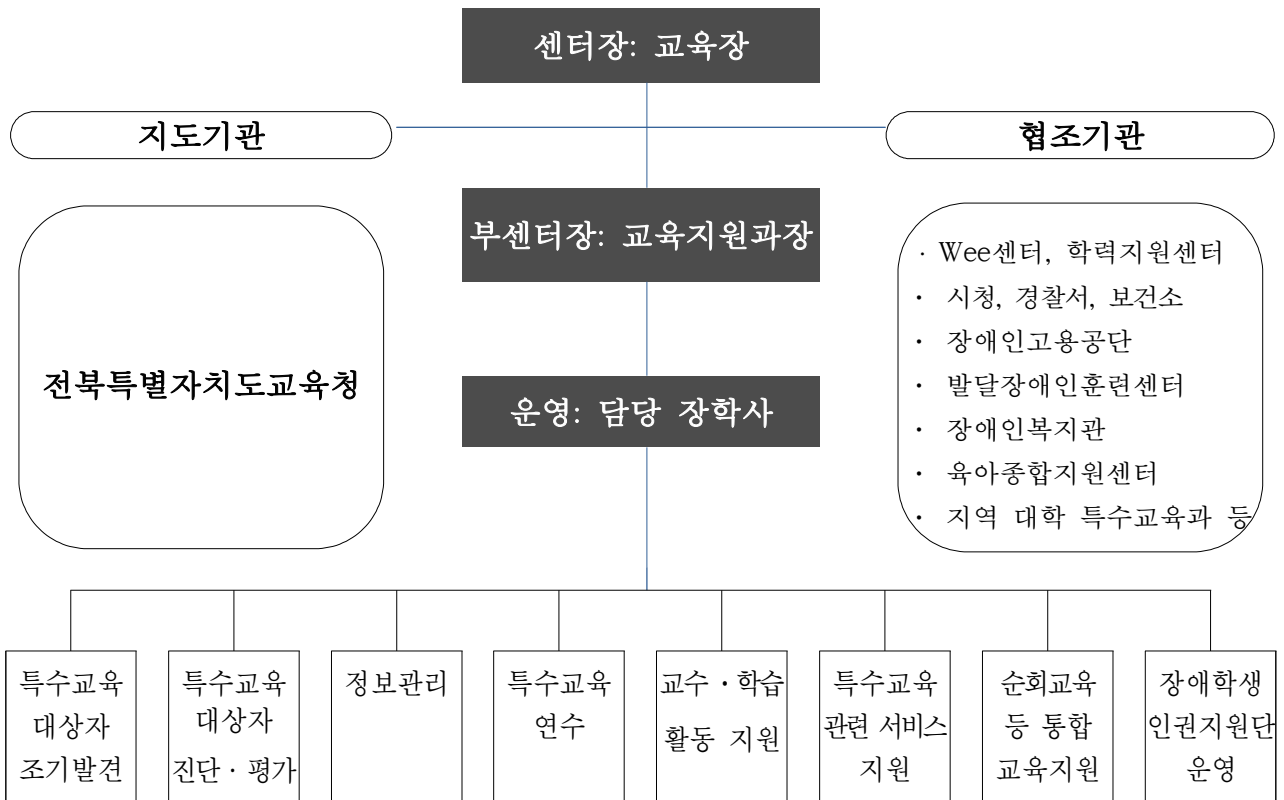 센터장: 교육장
지도기관
협조기관
부센터장: 교육지원과장
전북특별자치도교육청
· Wee센터, 학력지원센터
· 시청, 경찰서, 보건소
· 장애인고용공단
· 발달장애인훈련센터
· 장애인복지관
· 육아종합지원센터
· 지역 대학 특수교육과 등
운영: 담당 장학사
특수교육
대상자
조기발견
특수교육
대상자
진단 · 평가
정보관리
특수교육
연수
교수 · 학습
활동 지원
특수교육
관련 서비스
지원
순회교육
등 통합
교육지원
장애학생
인권지원단
운영